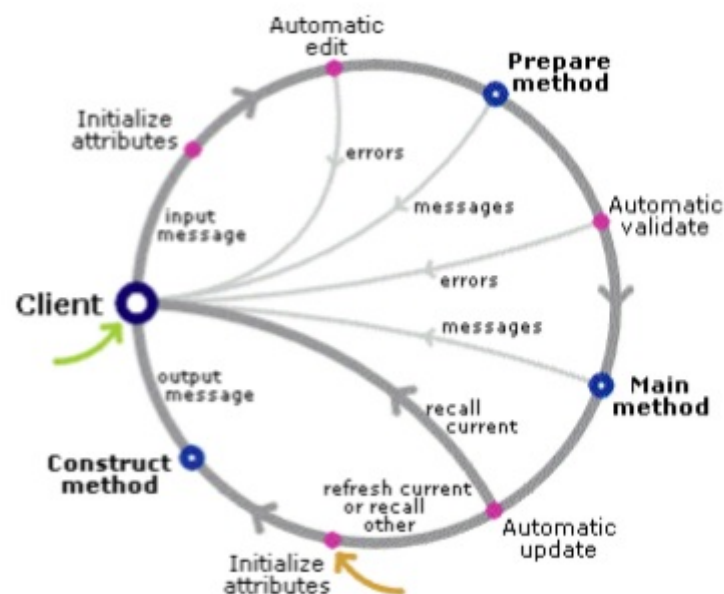 Automatic
edit
Prepare
method
Initialize
attributes
errors
messages
Automatic
validate
input
message
errors
Client
messages
output
message
Main
method
recall
current
Construct
method
refresh current
or recall
other
Automatic
update
Initialize
attributes